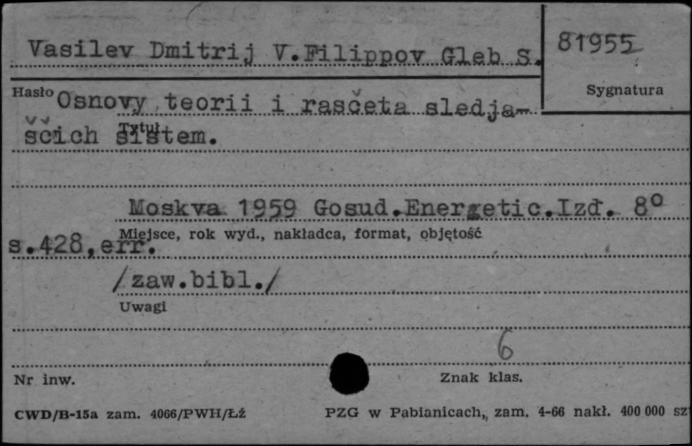 Vasilev Dmitrij V.Filippov Gleb S.
81955
Hasło
Sygnatura
Osnovy teorii i rasčeta sledja-
ščich sistem.
Tytuł
Moskva 1959 Gosud.Energetic.Izd. 8°
Miejsce, rok wyd., nakładca, format, objętość
s.428,err.
/zaw.bibl./
Uwagi
6
Nr inw.
Znak klas.
CWD/B-15a zam. 4066/PWH/Łź
PZG w Pabianicach, zam. 4-66 nakł. 400 000 szt